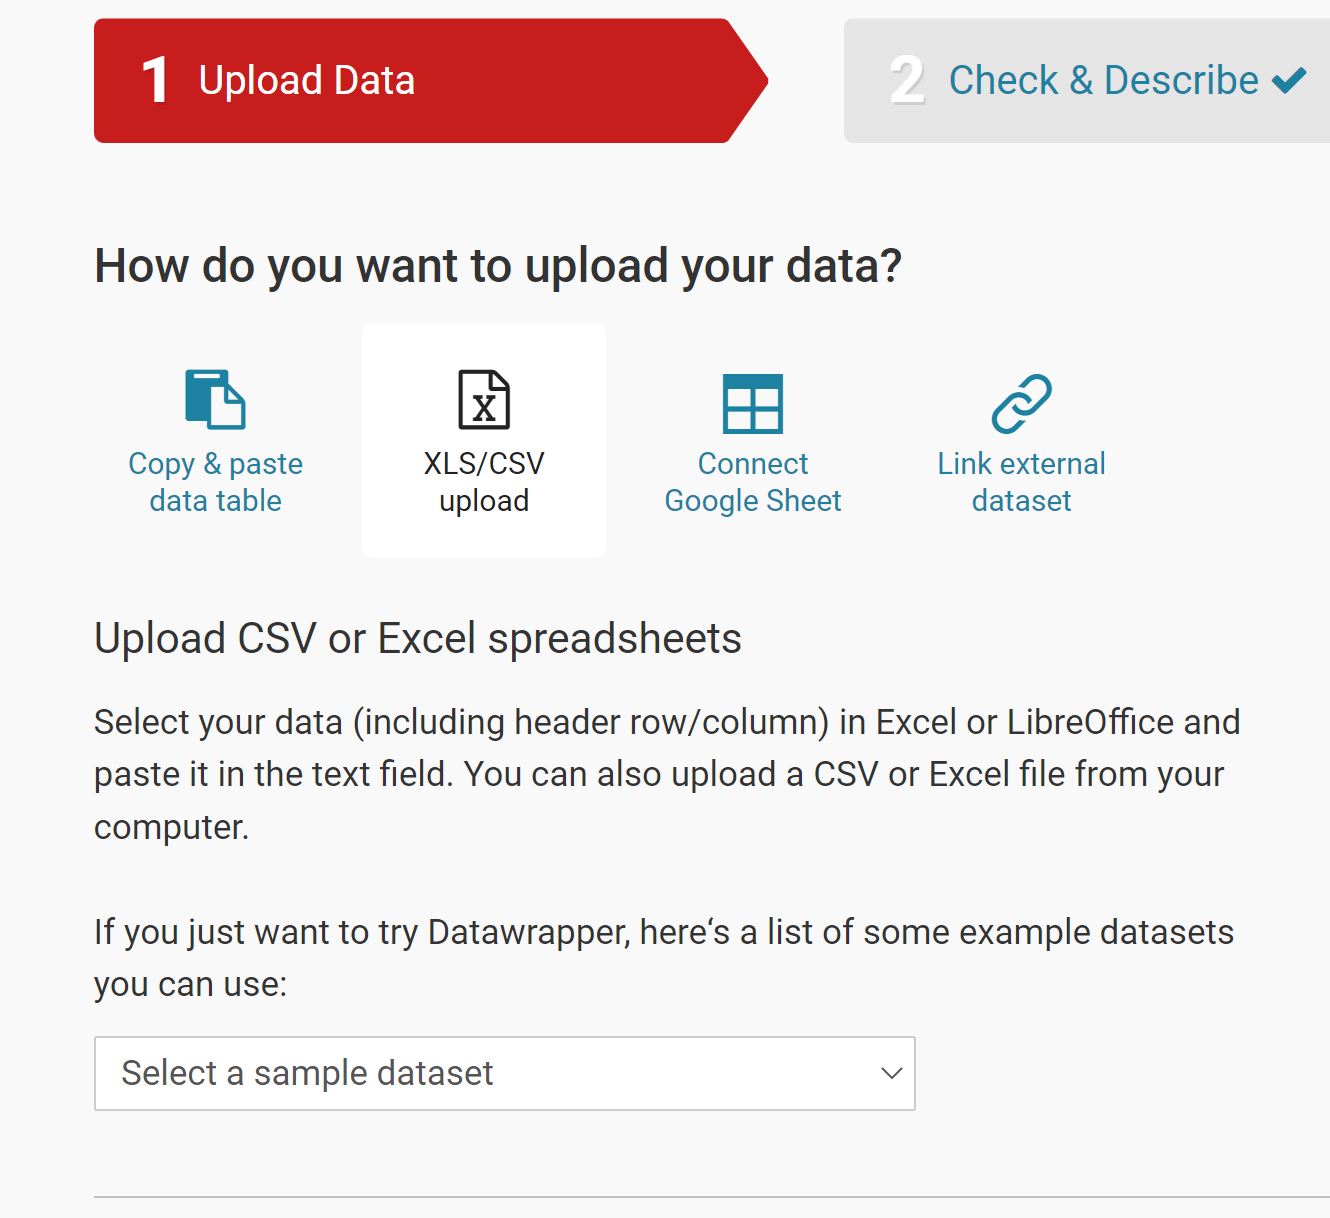 1 Upload Data
2 Check & Describe
How do you want to upload your data?
Copy & paste
data table
XLS/CSV
upload
Connect
Google Sheet
Link external
dataset
Upload CSV or Excel spreadsheets
Select your data (including header row/column) in Excel or LibreOffice and
paste it in the text field. You can also upload a CSV or Excel file from your
computer.
If you just want to try Datawrapper, here‘s a list of some example datasets
you can use:
Select a sample dataset